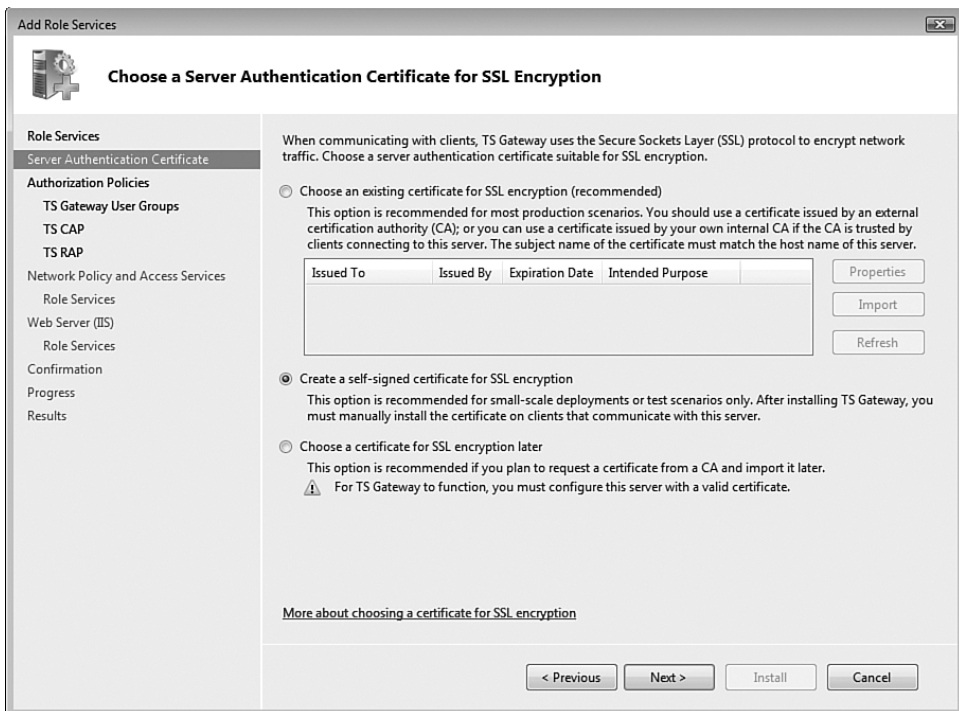 Add Role Services
Choose a Server Authentication Certificate for SSL Encryption
Role Services
Server Authentication Certificate
Authorization Policies
TS Gateway User Groups
TS CAP
TS RAP
Network Policy and Access Services
Role Services
Web Server (IIS)
Role Services
Confirmation
Progress
Results
When communicating with clients, TS Gateway uses the Secure Sockets Layer (SSL) protocol to encrypt network
traffic. Choose a server authentication certificate suitable for SSL encryption.
Choose an existing certificate for SSL encryption (recommended)
This option is recommended for most production scenarios. You should use a certificate issued by an external
certification authority (CA); or you can use a certificate issued by your own internal CA if the CA is trusted by
clients connecting to this server. The subject name of the certificate must match the host name of this server.
Issued To Issued By Expiration Date Intended Purpose
Properties
Import
Refresh
Create a self-signed certificate for SSL encryption
This option is recommended for small-scale deployments or test scenarios only. After installing TS Gateway, you
must manually install the certificate on clients that communicate with this server.
Choose a certificate for SSL encryption later
This option is recommended if you plan to request a certificate from a CA and import it later.
For TS Gateway to function, you must configure this server with a valid certificate.
More about choosing a certificate for SSL encryption
< Previous Next > Install Cancel